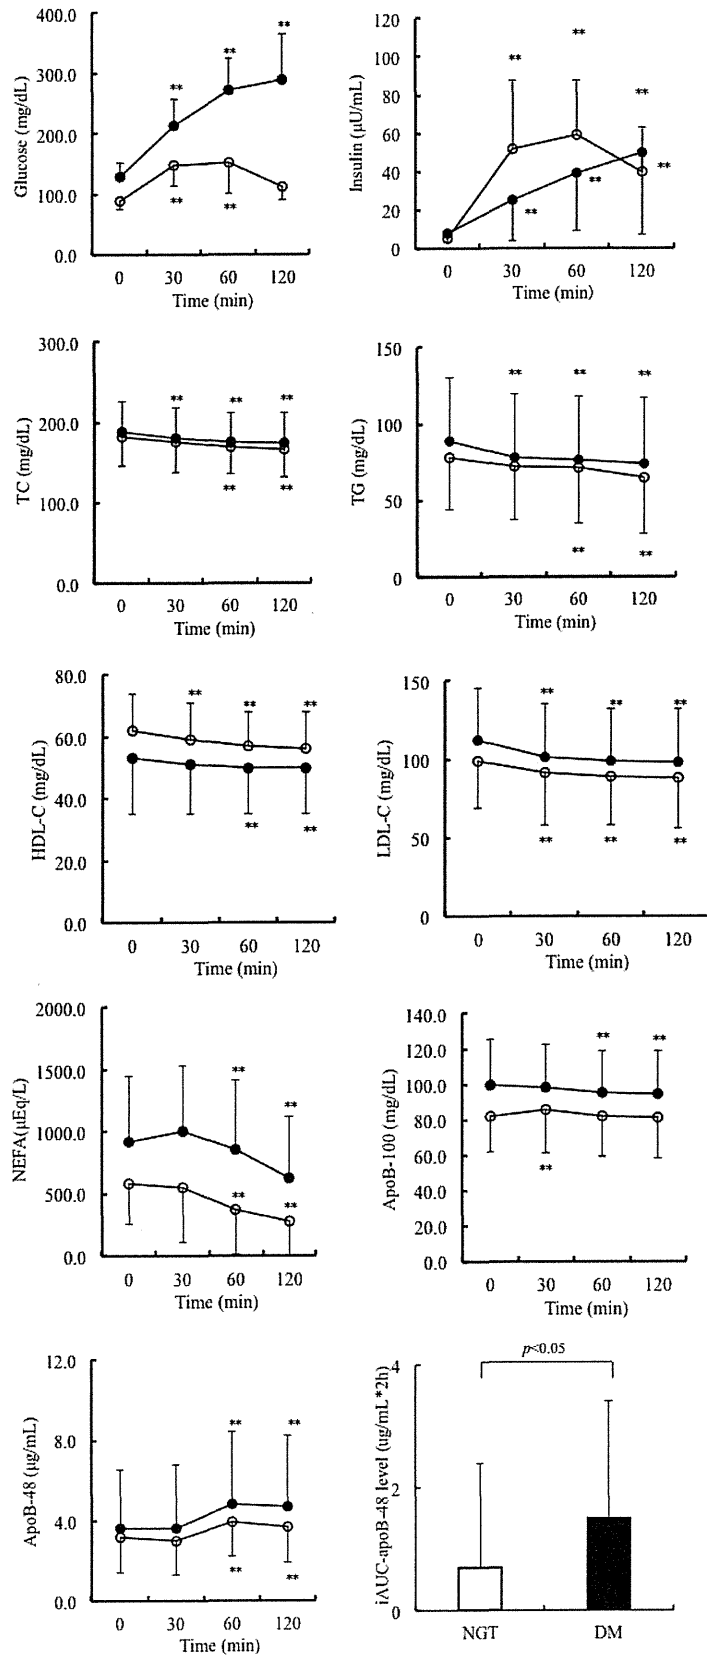 400.0
300.0
200.0
100.0
0.0
Glucose (mg/dL)
** ** **
** **
0 30 60 120
Time (min)
120
100
80
60
40
20
0
Insulin (μU/mL)
** ** **
** ** **
0 30 60 120
Time (min)
300.0
200.0
100.0
0.0
TC (mg/dL)
** ** **
** **
0 30 60 120
Time (min)
150
100
50
0
TG (mg/dL)
** ** **
** **
0 30 60 120
Time (min)
80.0
60.0
40.0
20.0
0.0
HDL-C (mg/dL)
** ** **
** **
0 30 60 120
Time (min)
150
100
50
0
LDL-C (mg/dL)
** ** **
** ** **
0 30 60 120
Time (min)
2000.0
1500.0
1000.0
500.0
0.0
NEFA(μEq/L)
** **
** **
0 30 60 120
Time (min)
140.0
120.0
100.0
80.0
60.0
40.0
20.0
0.0
ApoB-100 (mg/dL)
** **
**
0 30 60 120
Time (min)
12.0
8.0
4.0
0.0
ApoB-48 (μg/mL)
** **
** **
0 30 60 120
Time (min)
p<0.05
4
2
0
iAUC-apoB-48 level (ug/mL*2h)
NGT DM